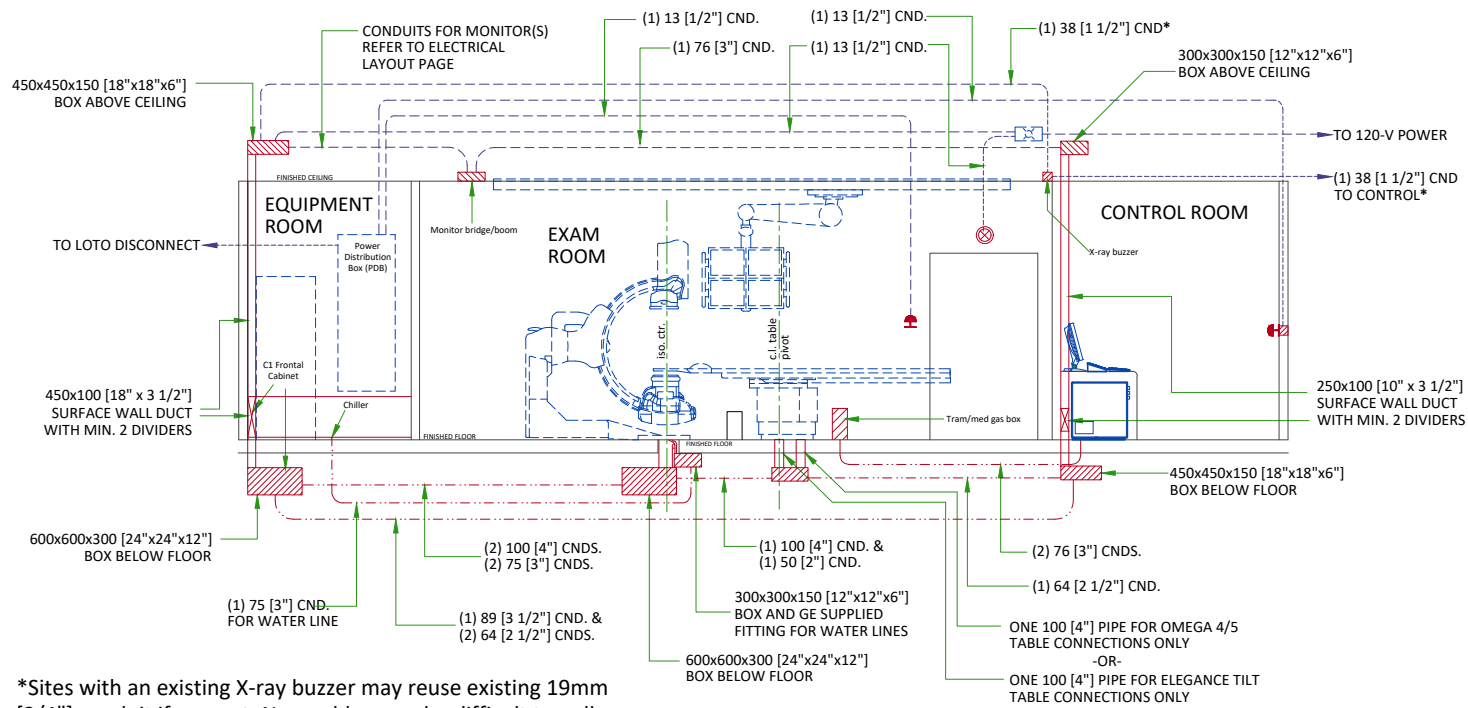 (1) 13 [1/2"] CND.
(1) 13 [1/2"] CND.
(1) 38 [1 1/2"] CND*
CONDUITS FOR MONITOR(S)
REFER TO ELECTRICAL
LAYOUT PAGE
(1) 76 [3"] CND.
(1) 13 [1/2"] CND.
300x300x150 [12"x12"x6"]
BOX ABOVE CEILING
450x450x150 [18"x18"x6"]
BOX ABOVE CEILING
TO 120-V POWER
FINISHED CEILING
(1) 38 [1 1/2"] CND
TO CONTROL*
EQUIPMENT
ROOM
EXAM
ROOM
CONTROL ROOM
Monitor bridge/boom
X-ray buzzer
TO LOTO DISCONNECT
Power
Distribution
Box (PDB)
iso. ctr.
c.l. table
pivot
C1 Frontal
Cabinet
Chiller
450x100 [18" x 3 1/2"]
SURFACE WALL DUCT
WITH MIN. 2 DIVIDERS
250x100 [10" x 3 1/2"]
SURFACE WALL DUCT
WITH MIN. 2 DIVIDERS
Tram/med gas box
FINISHED FLOOR
FINISHED FLOOR
450x450x150 [18"x18"x6"]
BOX BELOW FLOOR
600x600x300 [24"x24"x12"]
BOX BELOW FLOOR
(2) 100 [4"] CNDS.
(2) 75 [3"] CNDS.
(1) 100 [4"] CND. &
(1) 50 [2"] CND.
(2) 76 [3"] CNDS.
(1) 64 [2 1/2"] CND.
(1) 75 [3"] CND.
FOR WATER LINE
(1) 89 [3 1/2"] CND. &
(2) 64 [2 1/2"] CNDS.
300x300x150 [12"x12"x6"]
BOX AND GE SUPPLIED
FITTING FOR WATER LINES
600x600x300 [24"x24"x12"]
BOX BELOW FLOOR
ONE 100 [4"] PIPE FOR OMEGA 4/5
TABLE CONNECTIONS ONLY
-OR-
ONE 100 [4"] PIPE FOR ELEGANCE TILT
TABLE CONNECTIONS ONLY
*Sites with an existing X-ray buzzer may reuse existing 19mm